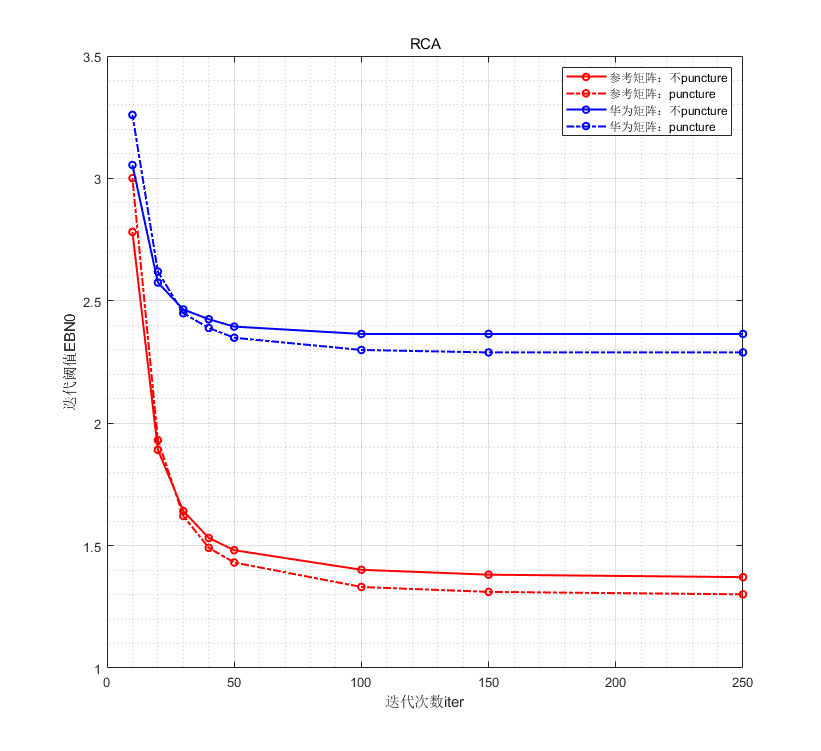 RCA
参考矩阵：不puncture
参考矩阵：puncture
华为矩阵：不puncture
华为矩阵：puncture
3.5
3
2.5
2
1.5
1
迭代阈值EBN0
0
50
100
150
200
250
迭代次数iter